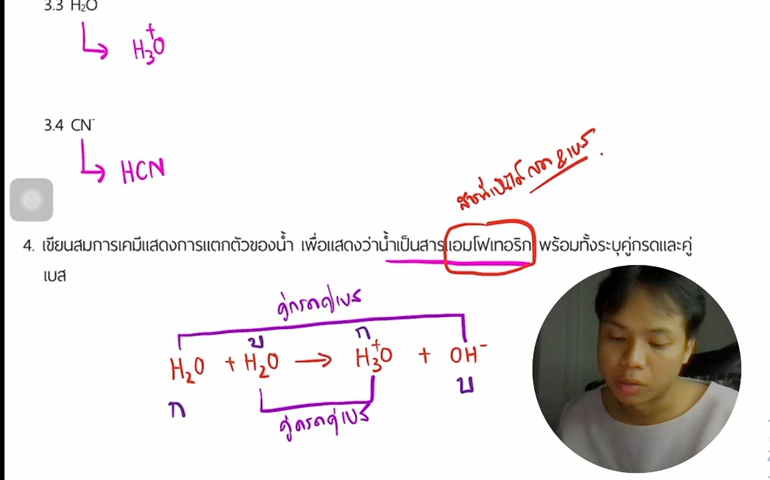 3.3 H₂O
H₃O⁺
3.4 CN⁻
HCN
สารที่เป็นได้ กรด & เบส.
4. เขียนสมการเคมีแสดงการแตกตัวของน้ำ เพื่อแสดงว่าน้ำเป็นสารแอมโฟเทอริก พร้อมทั้งระบุคู่กรดและคู่
เบส
คู่กรดคู่เบส
บ ก
H₂O + H₂O → H₃O⁺ + OH⁻
ก บ
คู่กรดคู่เบส